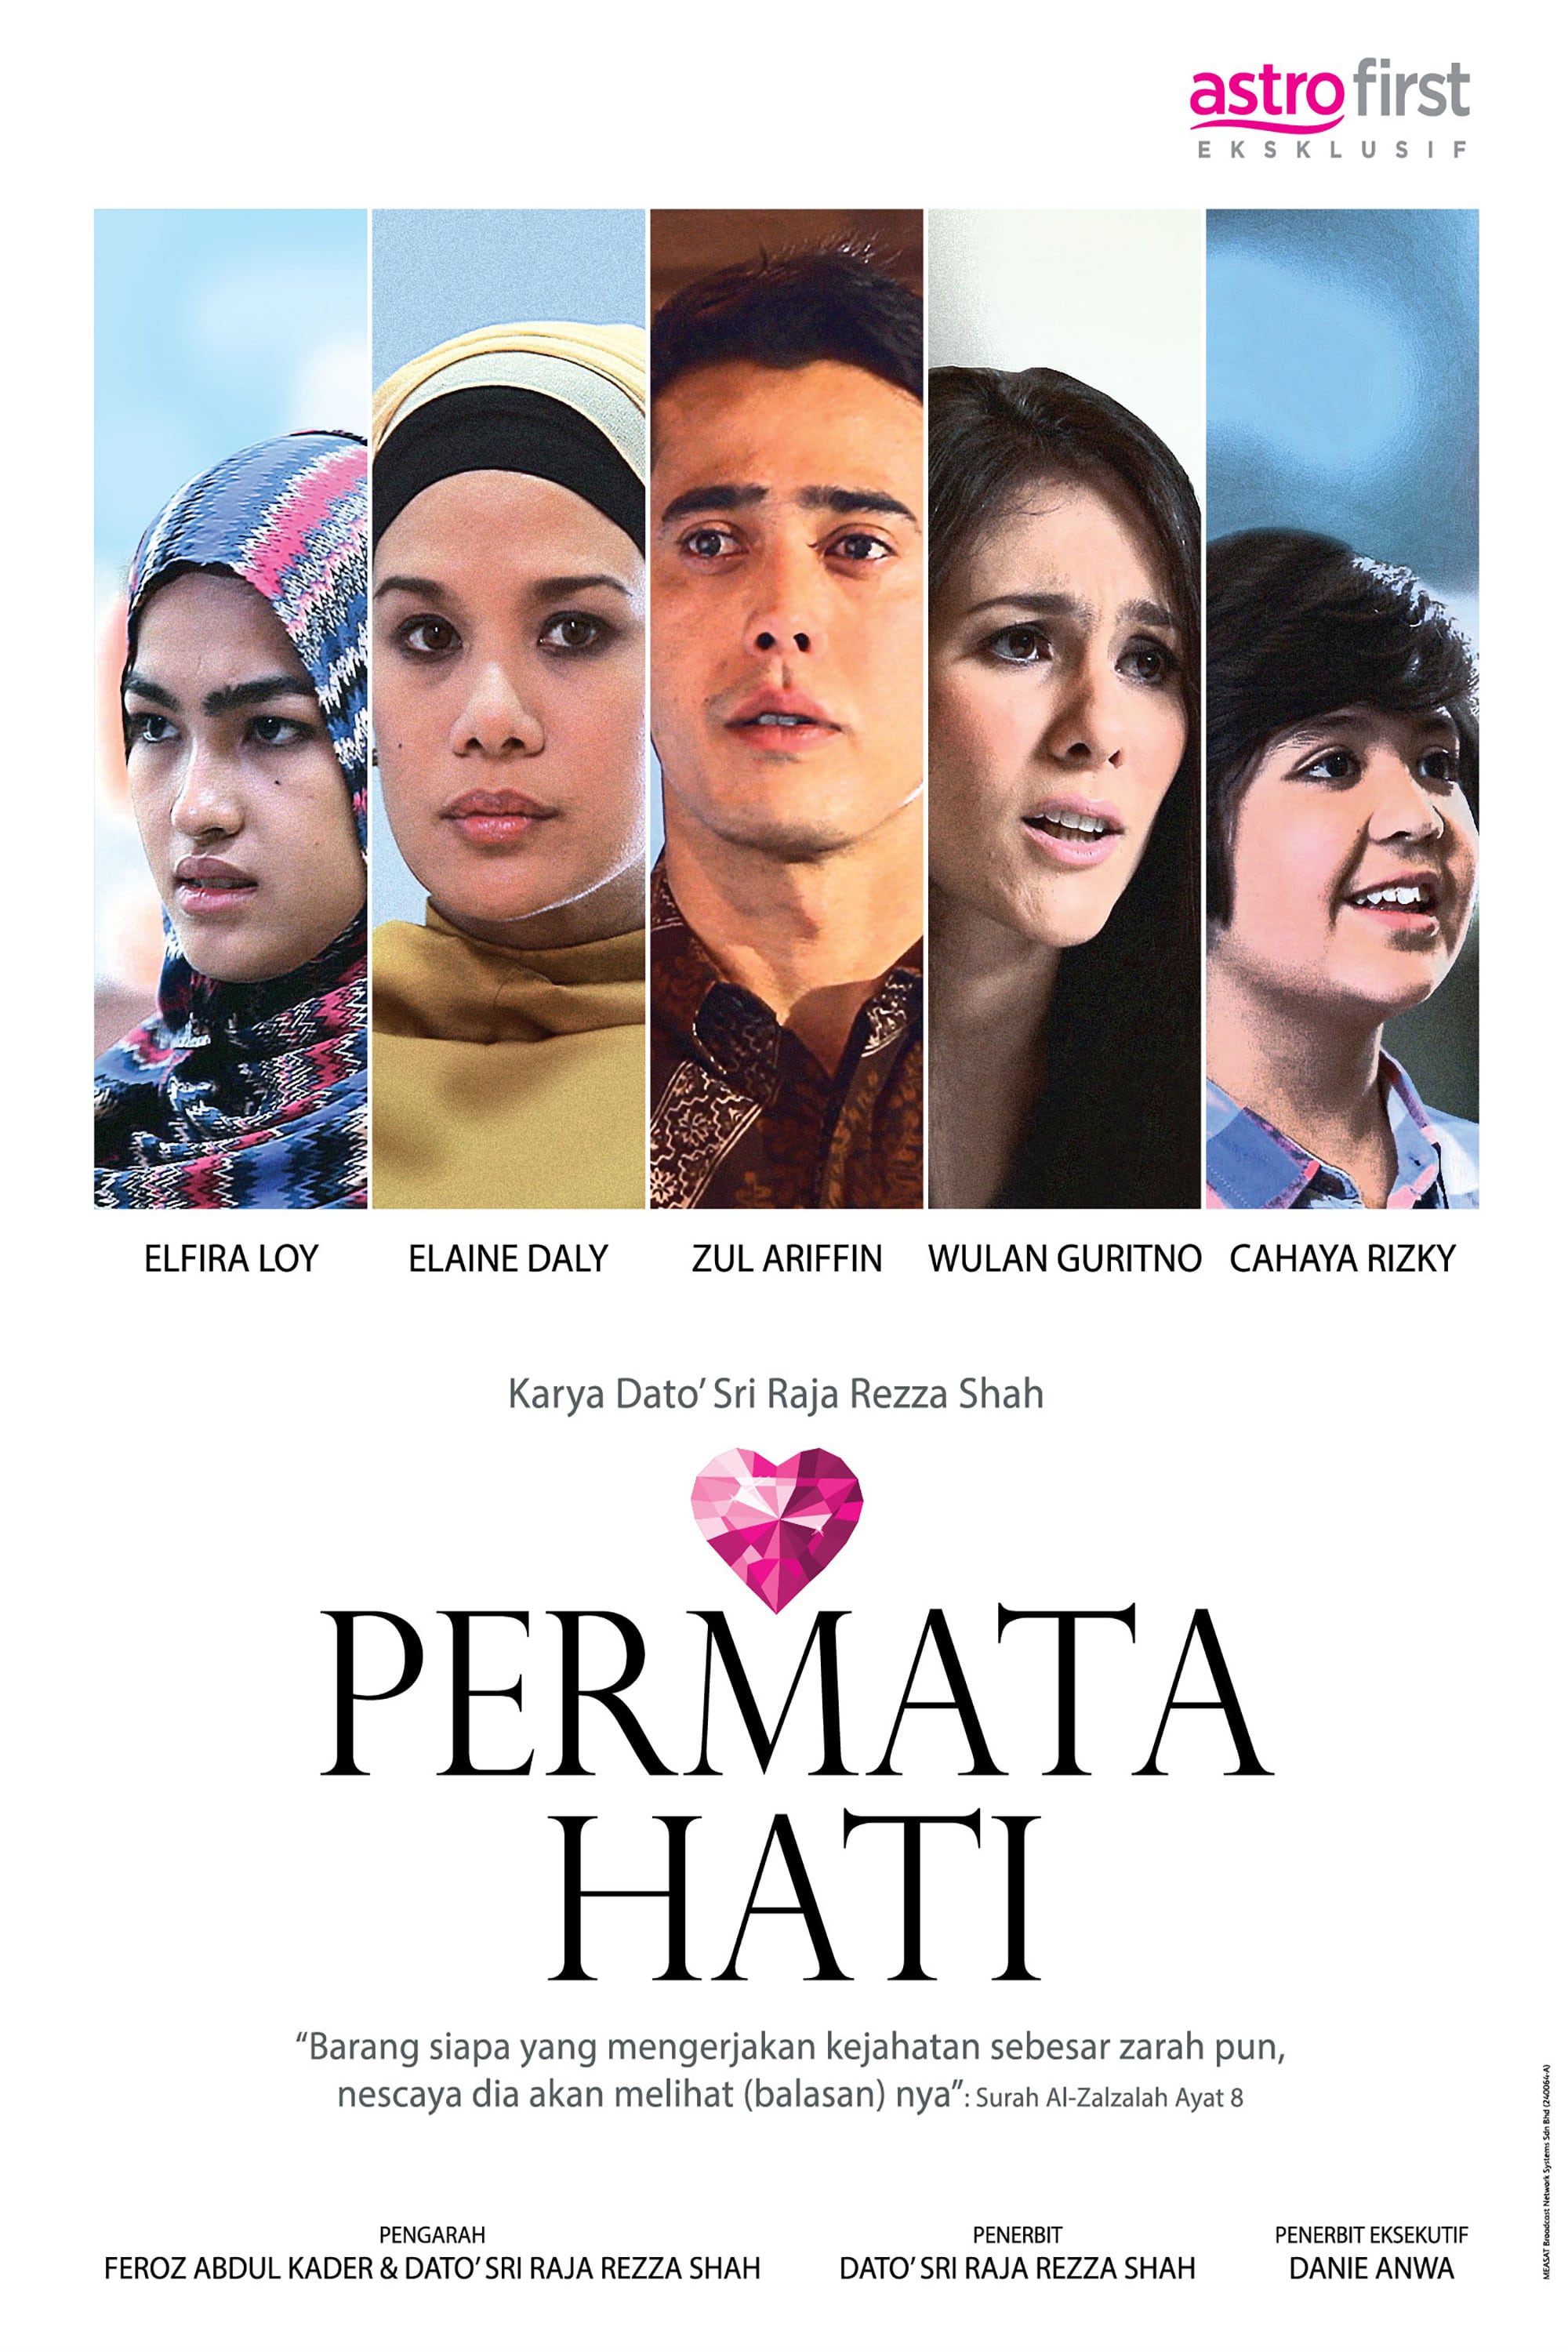 astro first
EKSKLUSIF
ELFIRA LOY
ELAINE DALY
ZUL ARIFFIN
WULAN GURITNO
CAHAYA RIZKY
Karya Dato’ Sri Raja Rezza Shah
PERMATA
HATI
“Barang siapa yang mengerjakan kejahatan sebesar zarah pun,
nescaya dia akan melihat (balasan) nya”: Surah Al-Zalzalah Ayat 8
PENGARAH
FEROZ ABDUL KADER & DATO’ SRI RAJA REZZA SHAH
PENERBIT
DATO’ SRI RAJA REZZA SHAH
PENERBIT EKSEKUTIF
DANIE ANWA
MEASAT Broadcast Network Systems Sdn Bhd (240064-A)